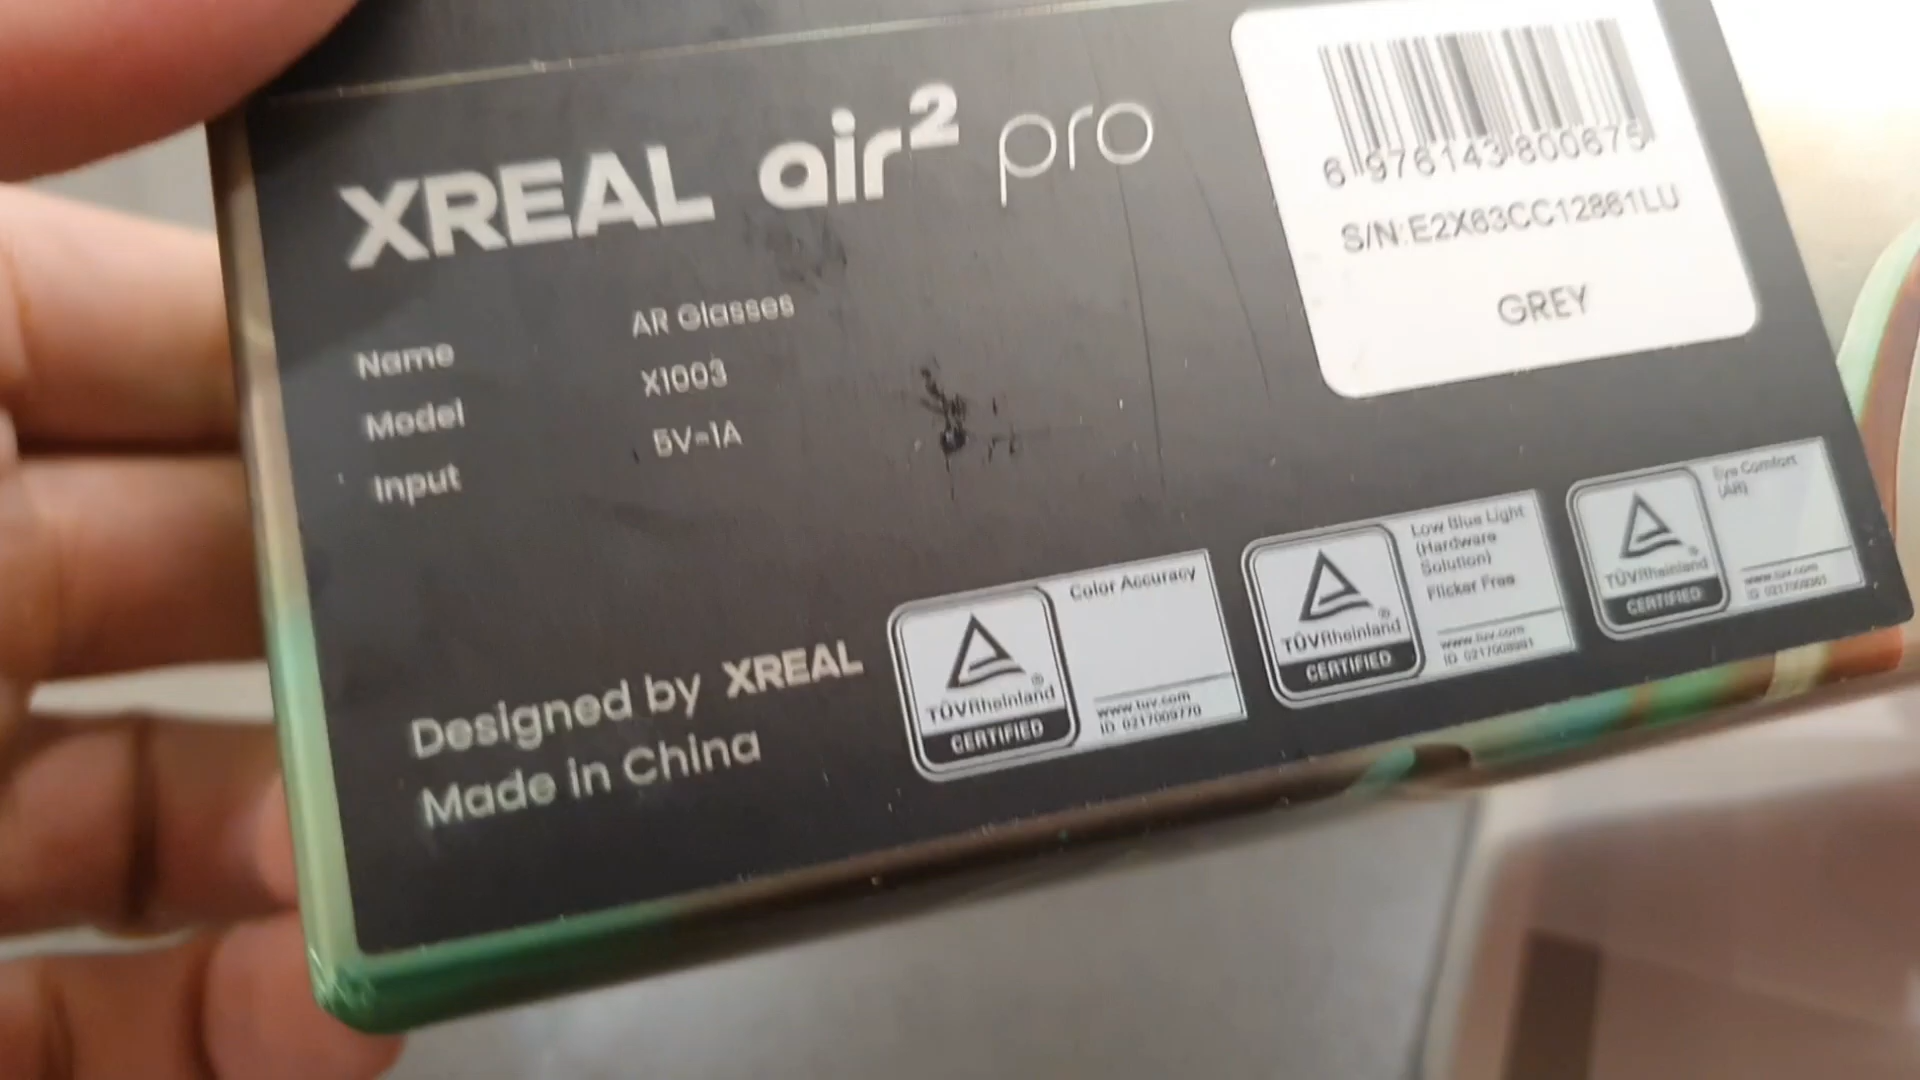 XREAL air² pro
Name AR Glasses
Model X1003
Input 5V⎓1A
Designed by XREAL
Made in China
6 976143 800675
S/N:E2X63CC12861LU
GREY
TÜVRheinland
CERTIFIED
Color Accuracy
www.tuv.com
ID 0217009770
TÜVRheinland
CERTIFIED
Low Blue Light
(Hardware
Solution)
Flicker Free
www.tuv.com
TÜVRheinland
CERTIFIED
Eye Comfort
(AR)
www.tuv.com